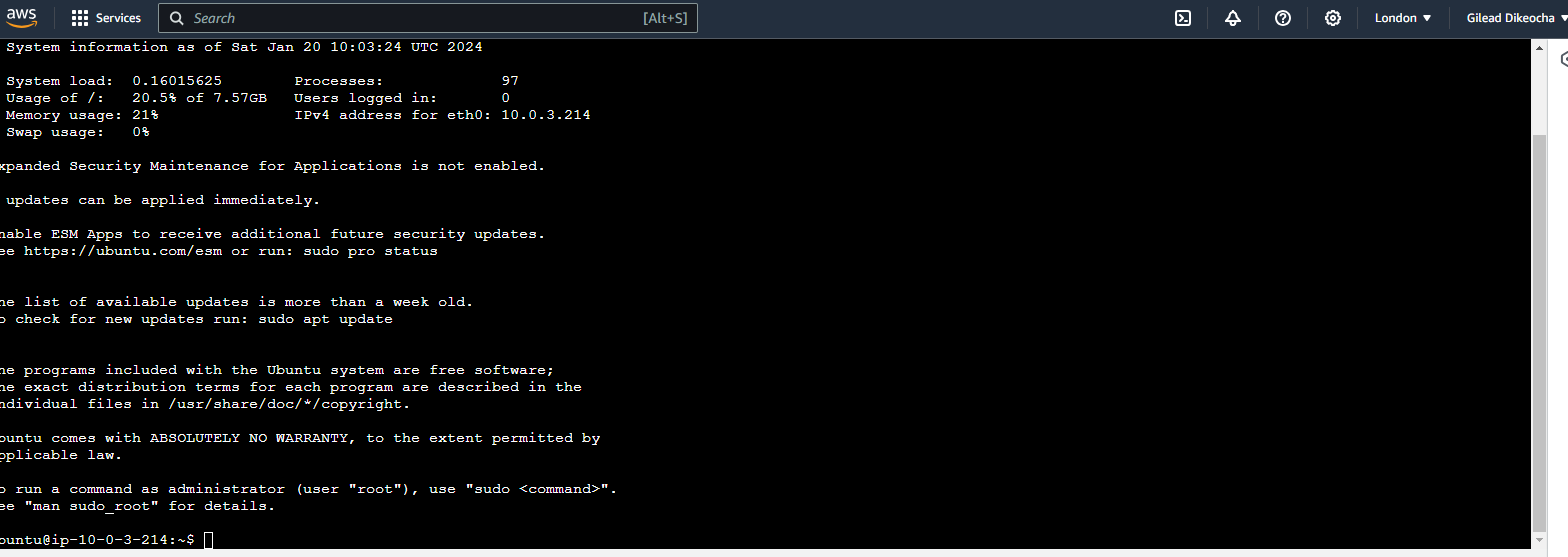 aws Services Search [Alt+S] London Gilead Dikeocha
System information as of Sat Jan 20 10:03:24 UTC 2024
System load: 0.16015625 Processes: 97
Usage of /: 20.5% of 7.57GB Users logged in: 0
Memory usage: 21% IPv4 address for eth0: 10.0.3.214
Swap usage: 0%
xpanded Security Maintenance for Applications is not enabled.
updates can be applied immediately.
nable ESM Apps to receive additional future security updates.
ee https://ubuntu.com/esm or run: sudo pro status
he list of available updates is more than a week old.
o check for new updates run: sudo apt update
he programs included with the Ubuntu system are free software;
he exact distribution terms for each program are described in the
ndividual files in /usr/share/doc/*/copyright.
buntu comes with ABSOLUTELY NO WARRANTY, to the extent permitted by
pplicable law.
o run a command as administrator (user "root"), use "sudo <command>".
ee "man sudo_root" for details.
buntu@ip-10-0-3-214:~$